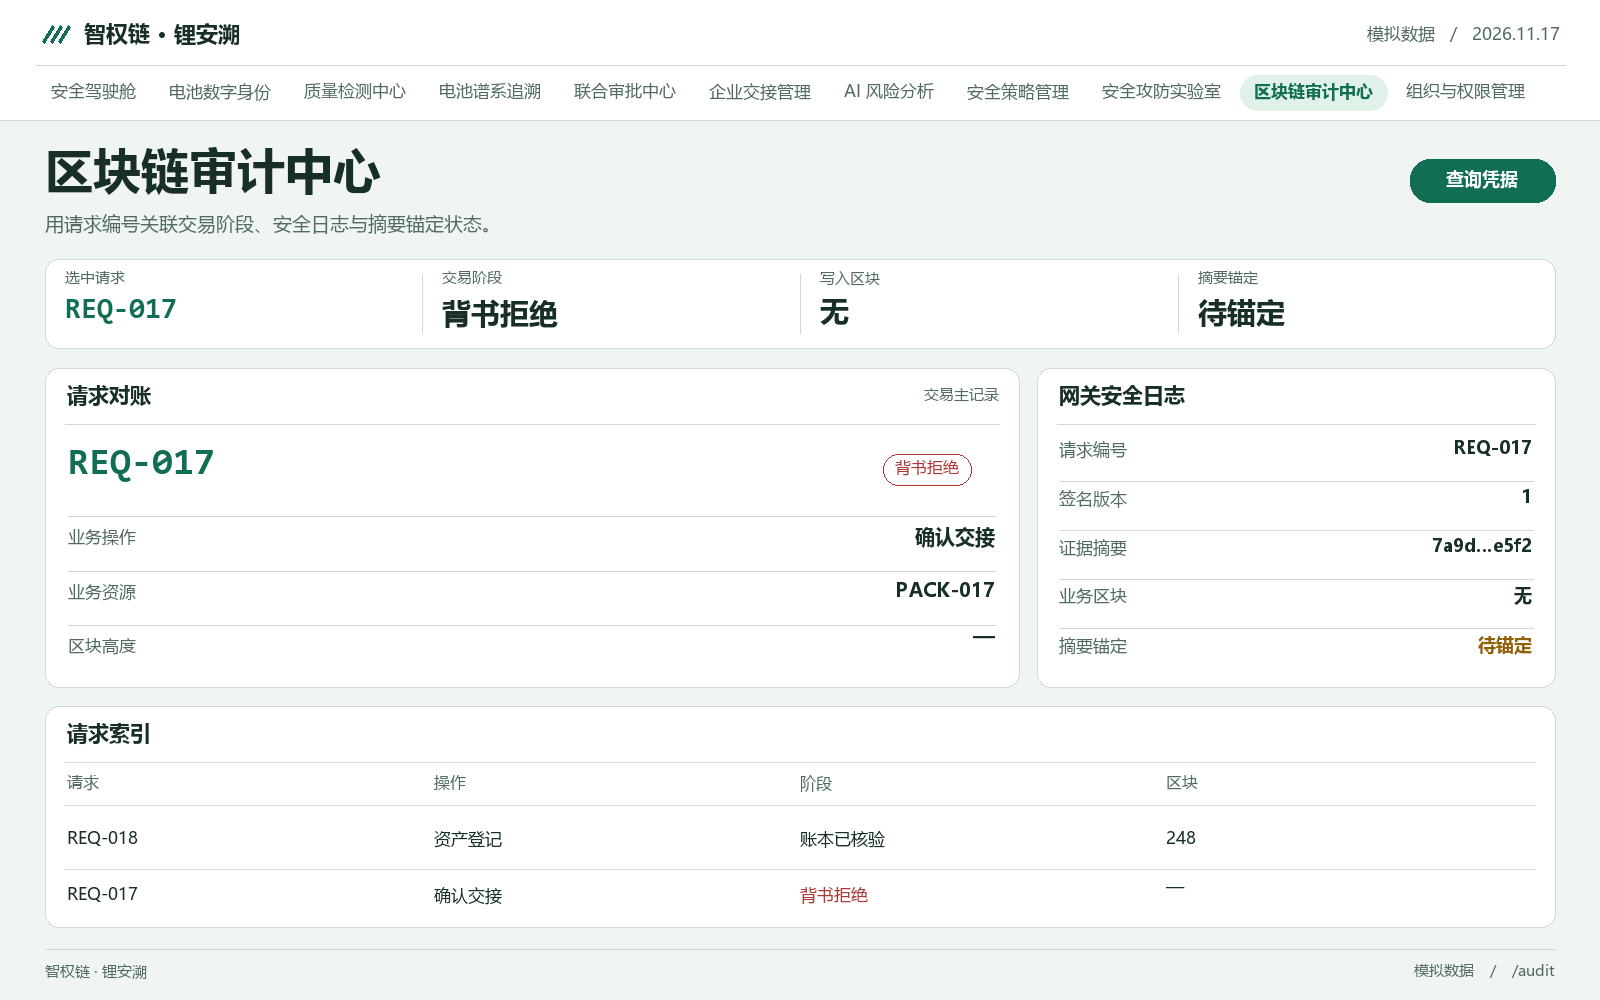 智权链·锂安溯
模拟数据 / 2026.11.17
安全驾驶舱 电池数字身份 质量检测中心 电池谱系追溯 联合审批中心 企业交接管理 AI 风险分析 安全策略管理 安全攻防实验室 区块链审计中心 组织与权限管理
区块链审计中心
查询凭据
用请求编号关联交易阶段、安全日志与摘要锚定状态。
选中请求 交易阶段 写入区块 摘要锚定
REQ-017 背书拒绝 无 待锚定
请求对账 交易主记录
REQ-017 背书拒绝
业务操作 确认交接
业务资源 PACK-017
区块高度 —
网关安全日志
请求编号 REQ-017
签名版本 1
证据摘要 7a9d...e5f2
业务区块 无
摘要锚定 待锚定
请求索引
请求 操作 阶段 区块
REQ-018 资产登记 账本已核验 248
REQ-017 确认交接 背书拒绝 —
智权链·锂安溯
模拟数据 / /audit